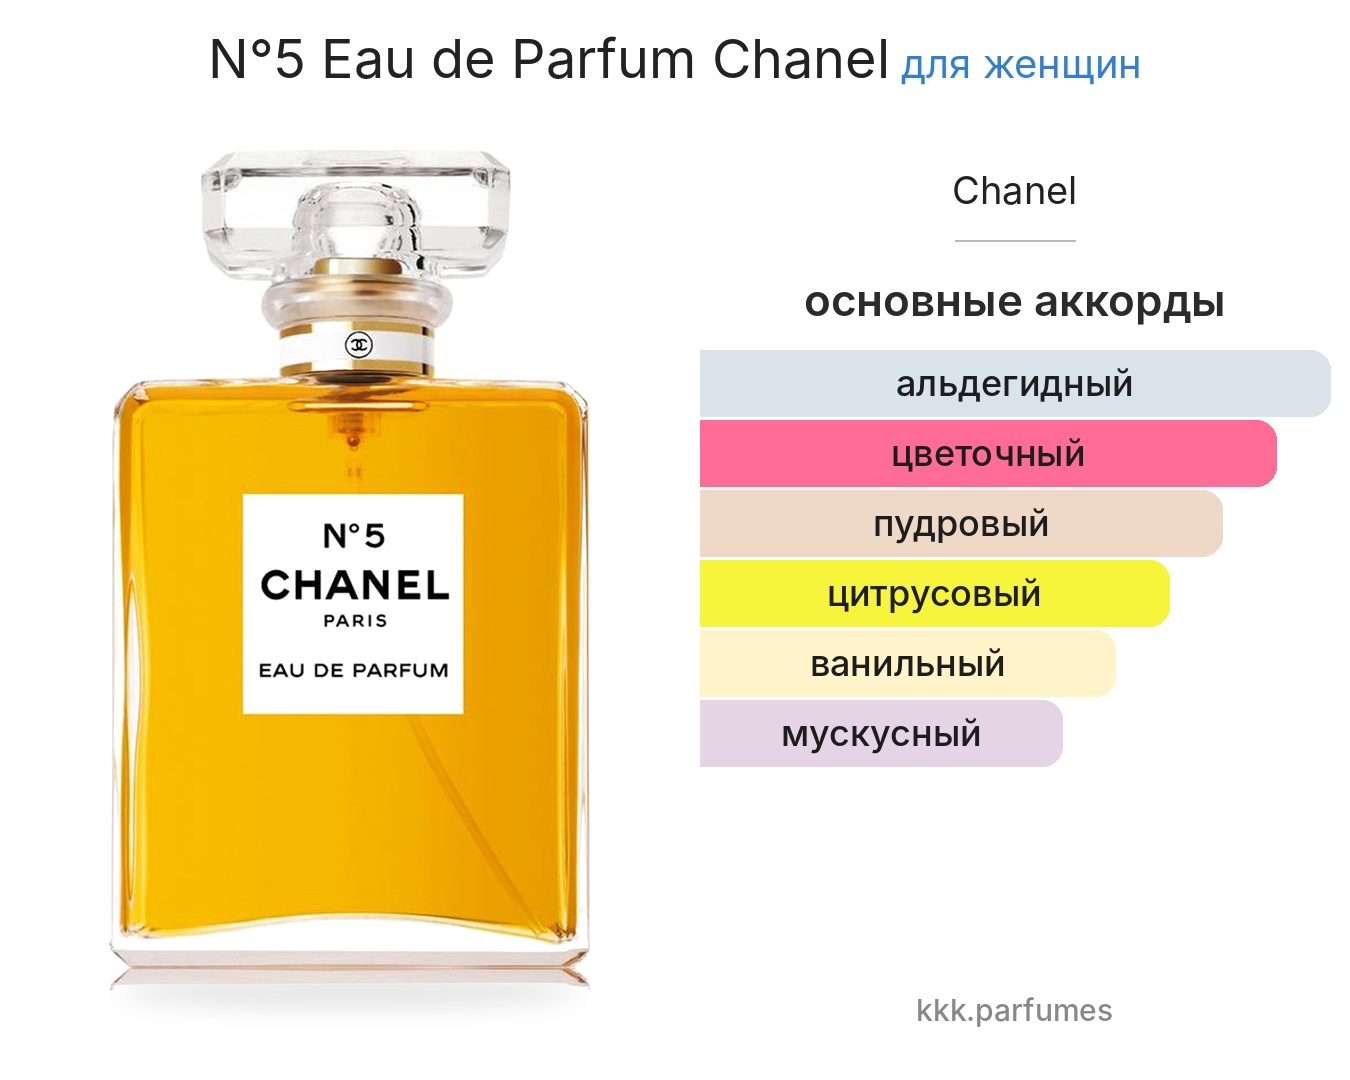 N°5 Eau de Parfum Chanel для женщин
Chanel
основные аккорды
альдегидный
цветочный
пудровый
цитрусовый
ванильный
мускусный
N°5
CHANEL
PARIS
EAU DE PARFUM
kkk.parfumes